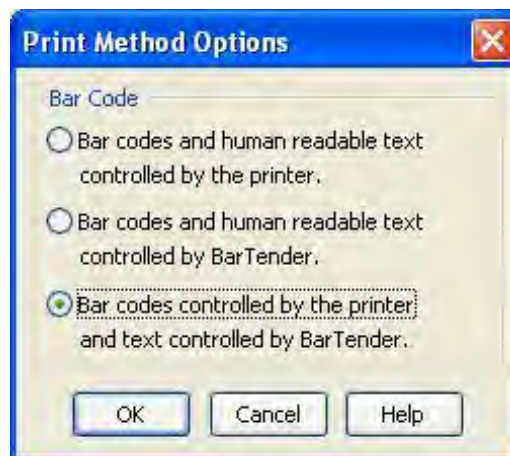 Print Method Options
Bar Code
Bar codes and human readable text
controlled by the printer.
Bar codes and human readable text
controlled by BarTender.
Bar codes controlled by the printer
and text controlled by BarTender.
OK Cancel Help